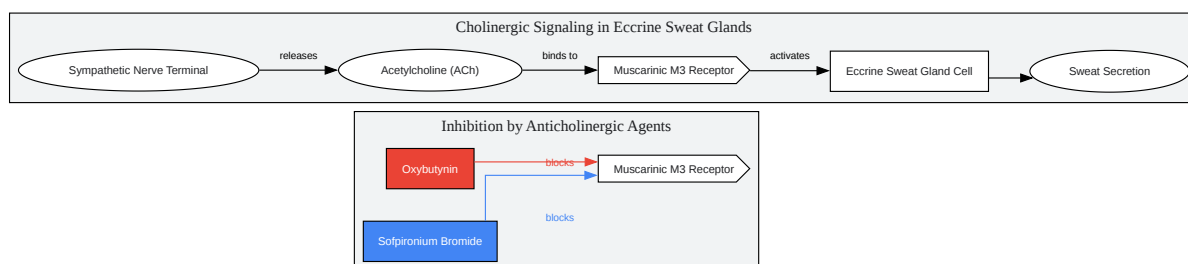 Cholinergic Signaling in Eccrine Sweat Glands
Sympathetic Nerve Terminal
releases
Acetylcholine (ACh)
binds to
Muscarinic M3 Receptor
activates
Eccrine Sweat Gland Cell
Sweat Secretion
Inhibition by Anticholinergic Agents
Oxybutynin
blocks
Muscarinic M3 Receptor
blocks
Sofpironium Bromide